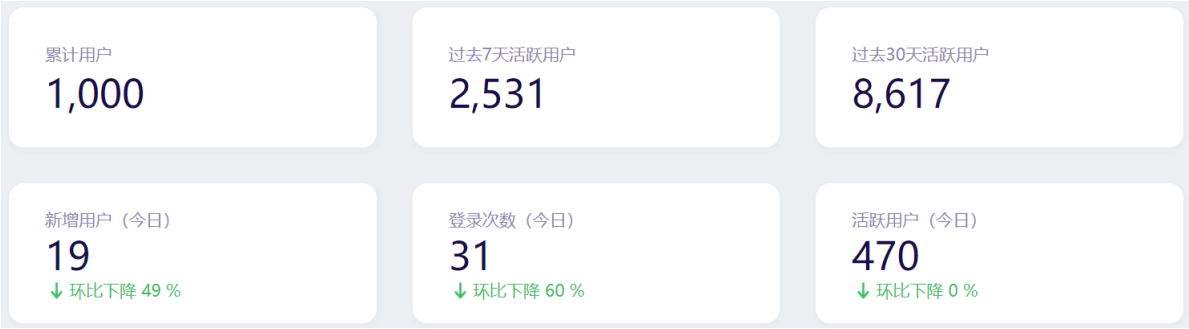 累计用户
1,000
过去7天活跃用户
2,531
过去30天活跃用户
8,617
新增用户（今日）
19
↓ 环比下降 49 %
登录次数（今日）
31
↓ 环比下降 60 %
活跃用户（今日）
470
↓ 环比下降 0 %